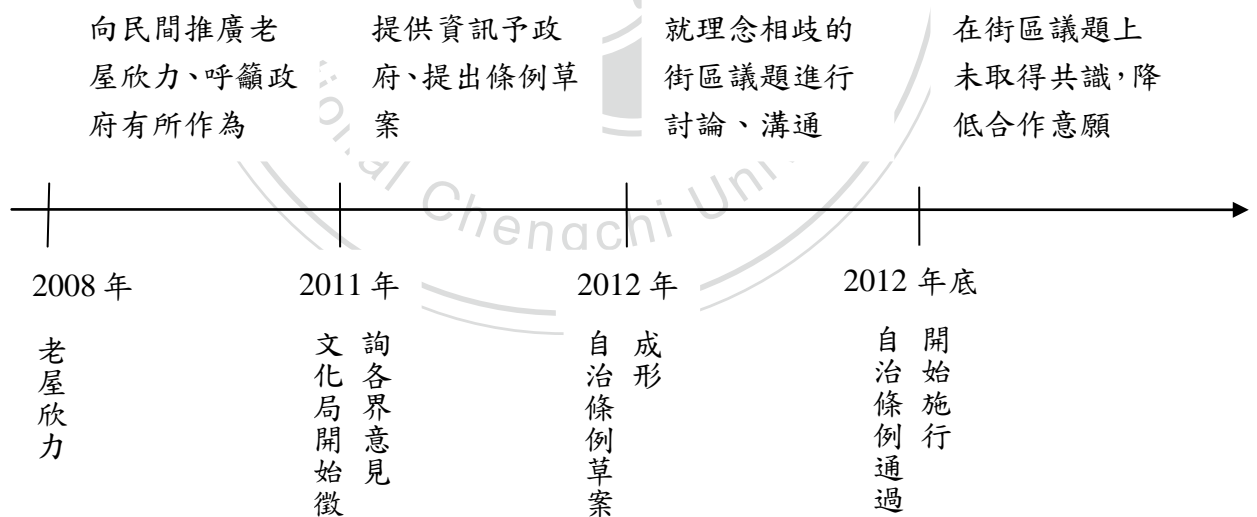 向民間推廣老
屋欣力、呼籲政
府有所作為
提供資訊予政
府、提出條例草
案
就理念相歧的
街區議題進行
討論、溝通
在街區議題上
未取得共識，降
低合作意願
Chengchi Uni
2008 年
2011 年
2012 年
2012 年底
老屋欣力
文化局開始徵
詢各界意見
自治條例草案
成形
自治條例通過
開始施行